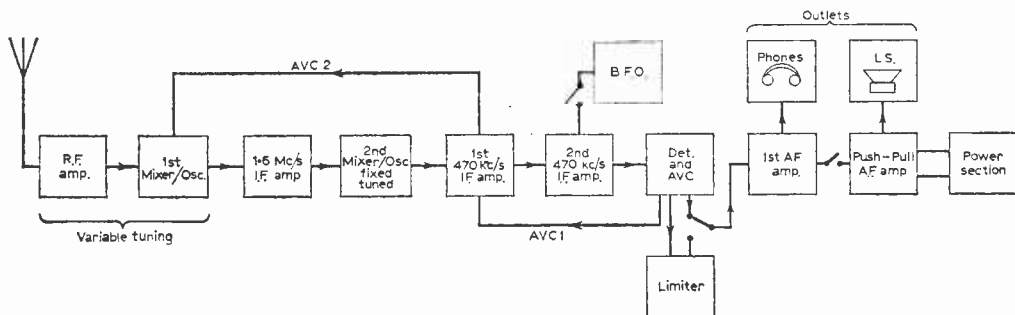 Outlets
Phones
L.S.
AVC 2
B.F.O.
R.F.
amp.
1st
Mixer/Osc.
1·6 Mc/s
I.F. amp
2nd
Mixer/Osc
fixed
tuned
1st
470 kc/s
I.F. amp.
2nd
470 kc/s
I.F. amp.
Det.
and
AVC
1st AF
amp.
Push-Pull
A.F. amp
Power
section
Variable tuning
AVC1
Limiter